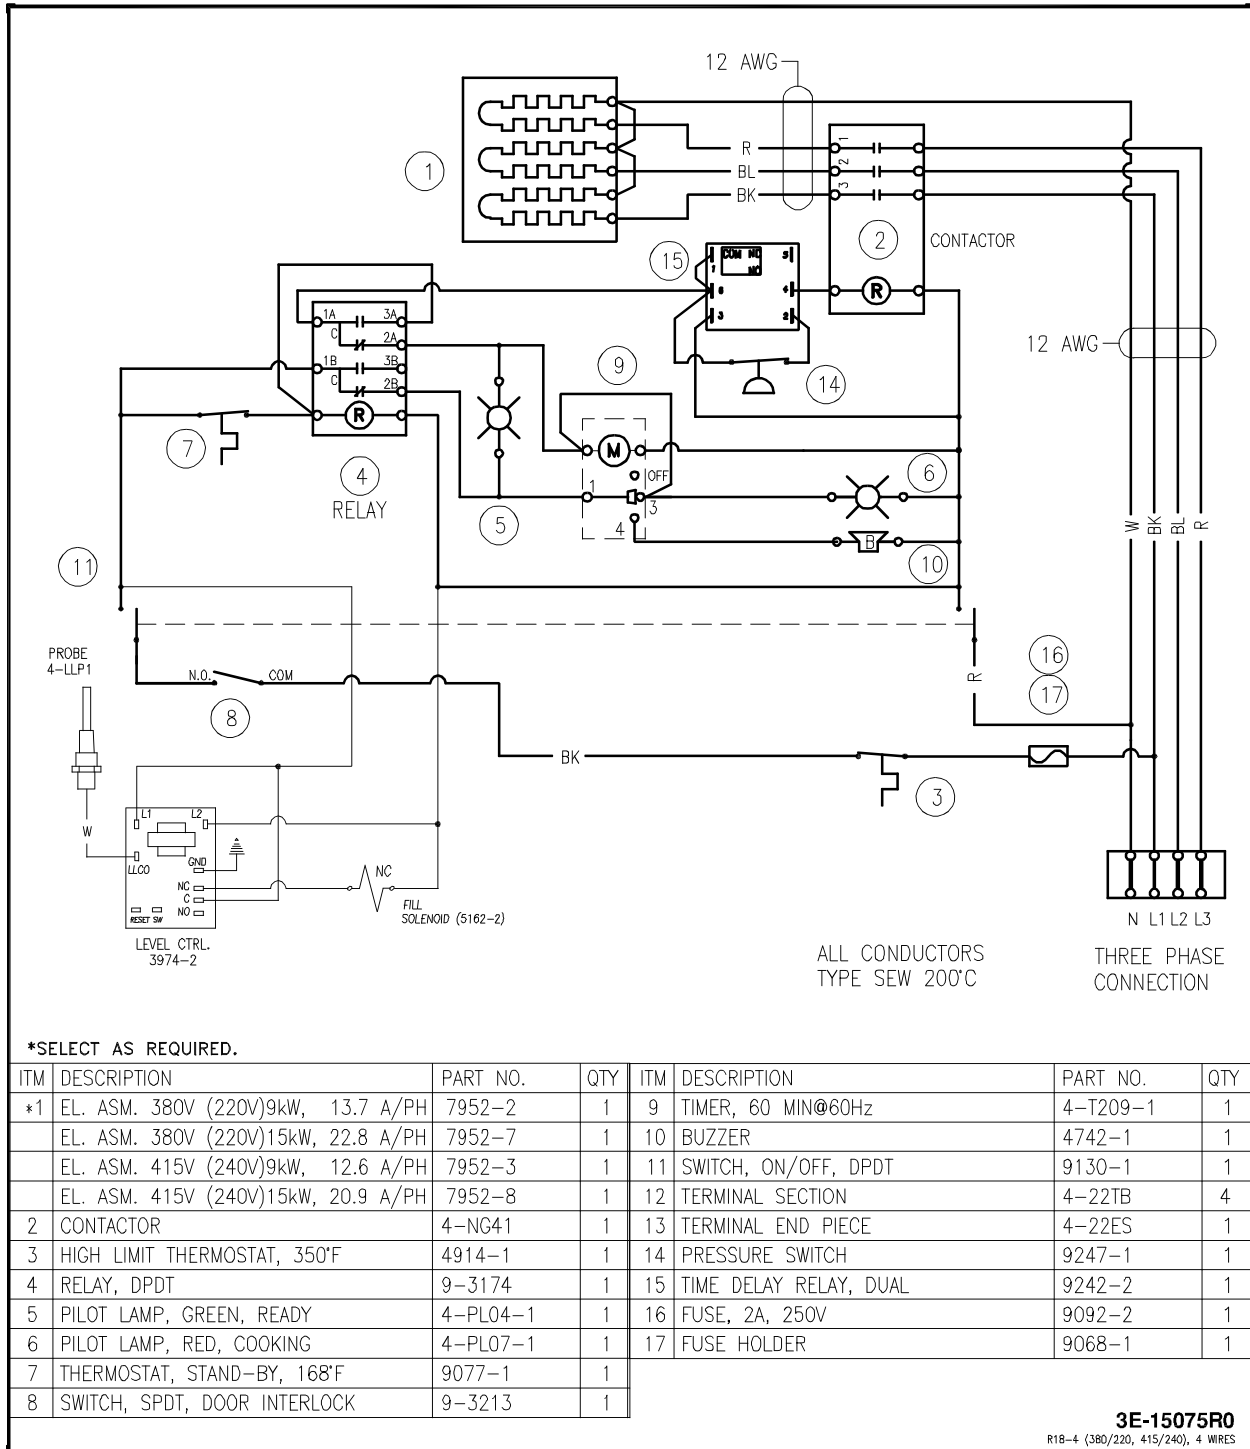 12 AWG
1
R
BL
BK
1
2
3
2
CONTACTOR
15
COM NC
NO
1
6
3
5
4
2
R
12 AWG
1A
3A
C
2A
1B
3B
C
2B
R
9
14
7
4
RELAY
5
M
OFF
1
3
4
6
B
10
11
W
BK
BL
R
PROBE
4-LLP1
N.O.
COM
8
R
16
17
BK
3
W
L1
L2
LLCO
GND
NC
C
NO
RESET SW
LEVEL CTRL.
3974-2
NC
FILL
SOLENOID (5162-2)
N L1 L2 L3
ALL CONDUCTORS
TYPE SEW 200°C
THREE PHASE
CONNECTION
*SELECT AS REQUIRED.
ITM DESCRIPTION PART NO. QTY ITM DESCRIPTION PART NO. QTY
*1 EL. ASM. 380V (220V)9kW, 13.7 A/PH 7952-2 1 9 TIMER, 60 MIN@60Hz 4-T209-1 1
EL. ASM. 380V (220V)15kW, 22.8 A/PH 7952-7 1 10 BUZZER 4742-1 1
EL. ASM. 415V (240V)9kW, 12.6 A/PH 7952-3 1 11 SWITCH, ON/OFF, DPDT 9130-1 1
EL. ASM. 415V (240V)15kW, 20.9 A/PH 7952-8 1 12 TERMINAL SECTION 4-22TB 4
2 CONTACTOR 4-NG41 1 13 TERMINAL END PIECE 4-22ES 1
3 HIGH LIMIT THERMOSTAT, 350°F 4914-1 1 14 PRESSURE SWITCH 9247-1 1
4 RELAY, DPDT 9-3174 1 15 TIME DELAY RELAY, DUAL 9242-2 1
5 PILOT LAMP, GREEN, READY 4-PL04-1 1 16 FUSE, 2A, 250V 9092-2 1
6 PILOT LAMP, RED, COOKING 4-PL07-1 1 17 FUSE HOLDER 9068-1 1
7 THERMOSTAT, STAND-BY, 168°F 9077-1 1
8 SWITCH, SPDT, DOOR INTERLOCK 9-3213 1
3E-15075R0
R18-4 (380/220, 415/240), 4 WIRES